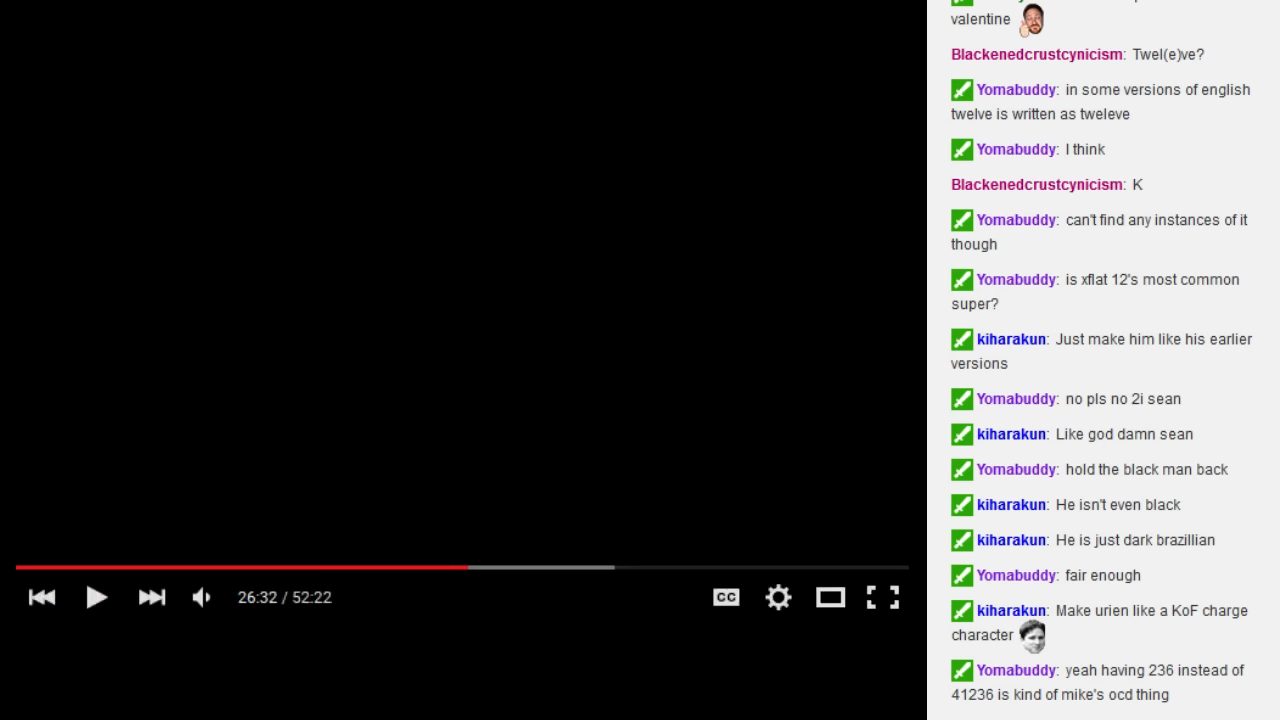 valentine
Blackenedcrustcynicism: Twel(e)ve?
Yomabuddy: in some versions of english
twelve is written as tweleve
Yomabuddy: I think
Blackenedcrustcynicism: K
Yomabuddy: can't find any instances of it
though
Yomabuddy: is xflat 12's most common
super?
kiharakun: Just make him like his earlier
versions
Yomabuddy: no pls no 2i sean
kiharakun: Like god damn sean
Yomabuddy: hold the black man back
kiharakun: He isn't even black
kiharakun: He is just dark brazillian
Yomabuddy: fair enough
kiharakun: Make urien like a KoF charge
character
Yomabuddy: yeah having 236 instead of
41236 is kind of mike's ocd thing
26:32 / 52:22
CC